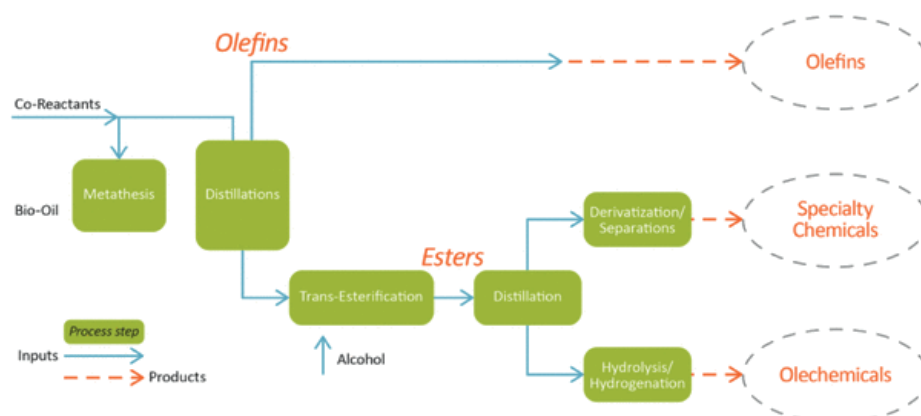 Olefins
Olefins
Co-Reactants
Metathesis
Distillations
Bio-Oil
Derivatization/
Separations
Specialty
Chemicals
Esters
Trans-Esterification
Distillation
Process step
Inputs
Products
Alcohol
Hydrolysis/
Hydrogenation
Olechemicals